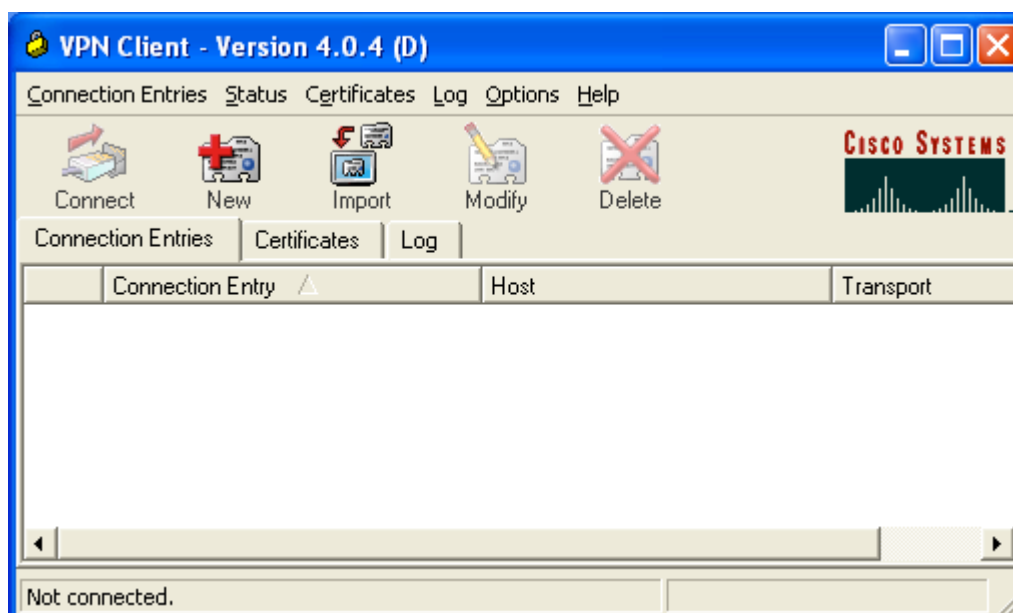 VPN Client - Version 4.0.4 (D)
Connection Entries Status Certificates Log Options Help
Connect New Import Modify Delete
CISCO SYSTEMS
Connection Entries Certificates Log
Connection Entry Host Transport
Not connected.